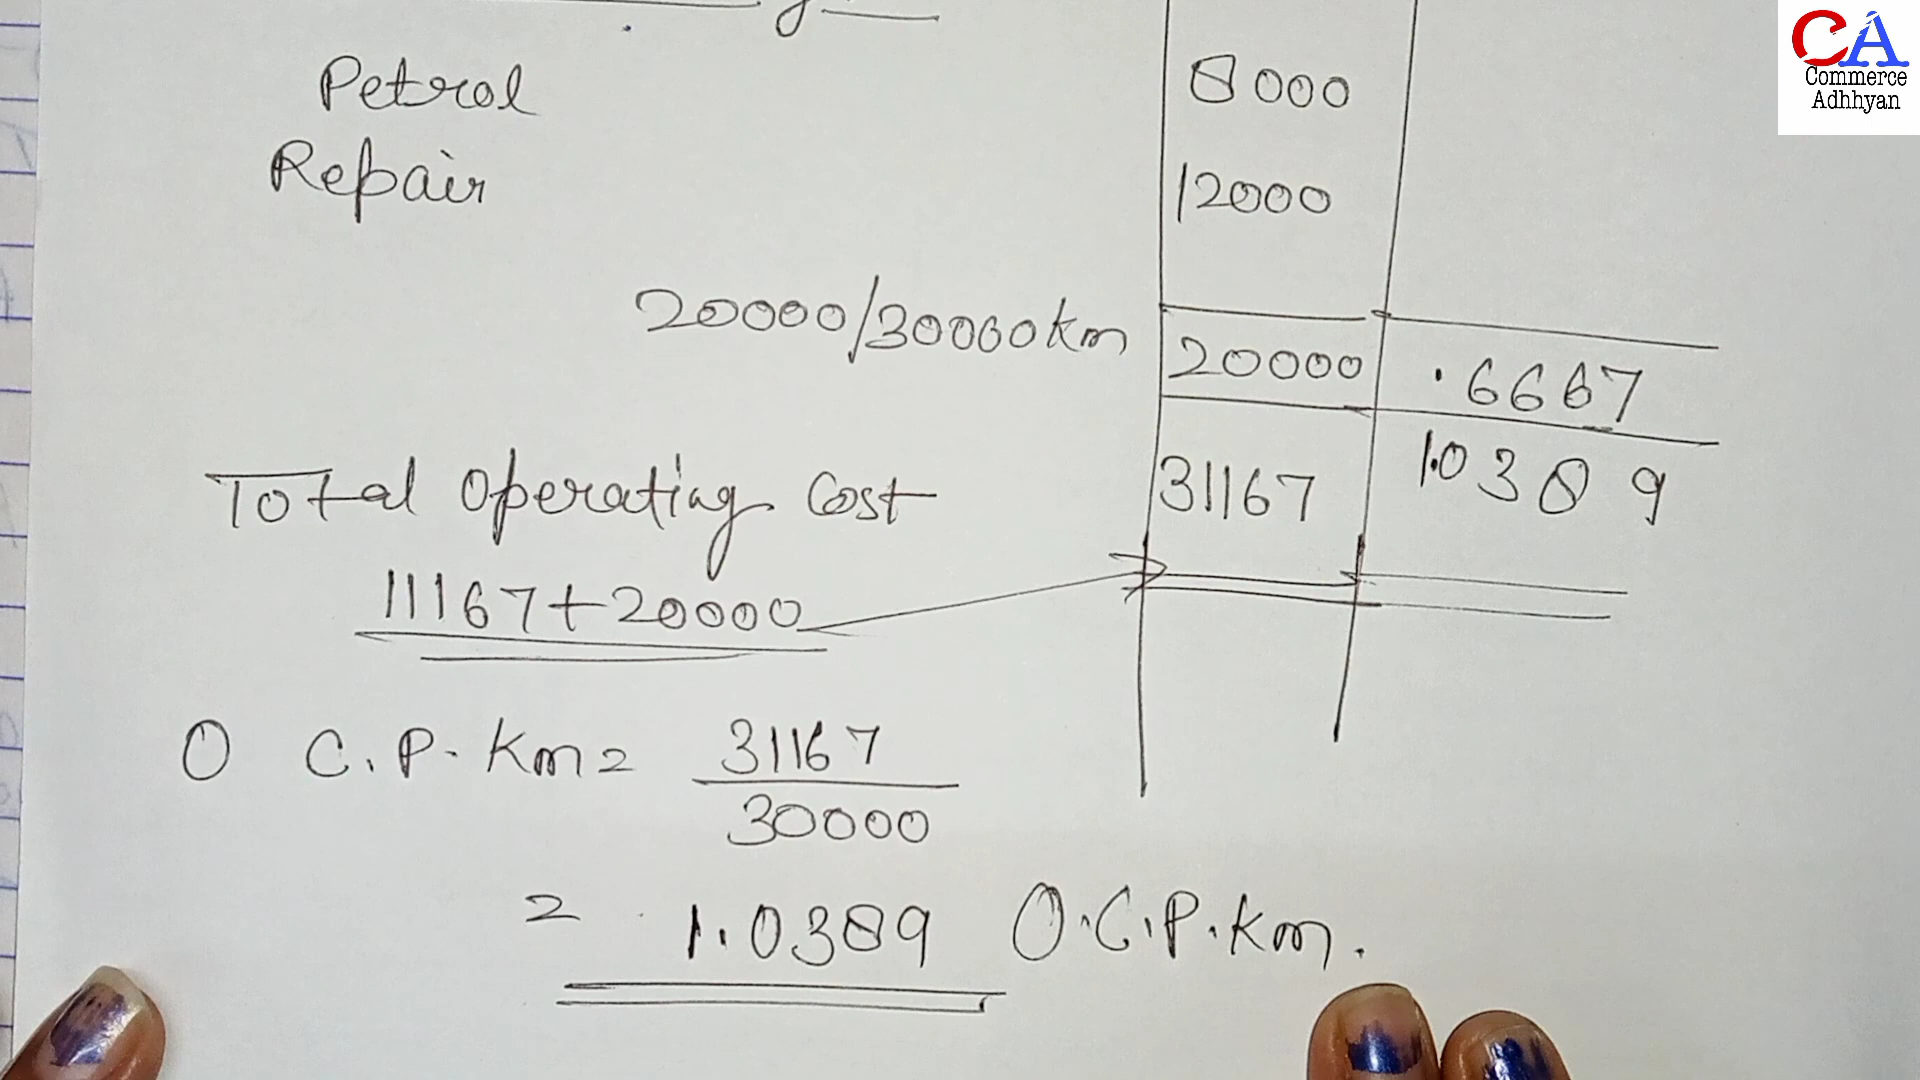 CA
Commerce
Adhhyan
Petrol 8000
Repair 12000
20000/30000km 20000 .6667
Total Operating Cost 31167 1.0389
11167+20000
O C.P. Km = 31167
30000
= 1.0389 O.C.P.Km.